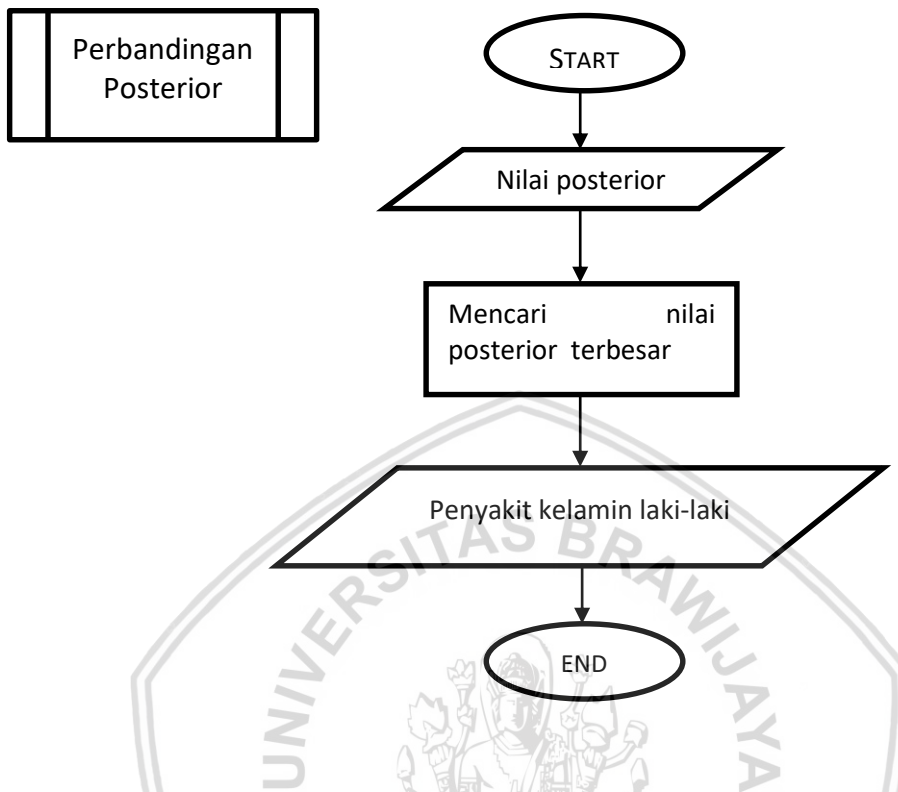 Perbandingan
Posterior
START
Nilai posterior
Mencari nilai
posterior terbesar
Penyakit kelamin laki-laki
END
UNIVERSITAS BRAWIJAYA